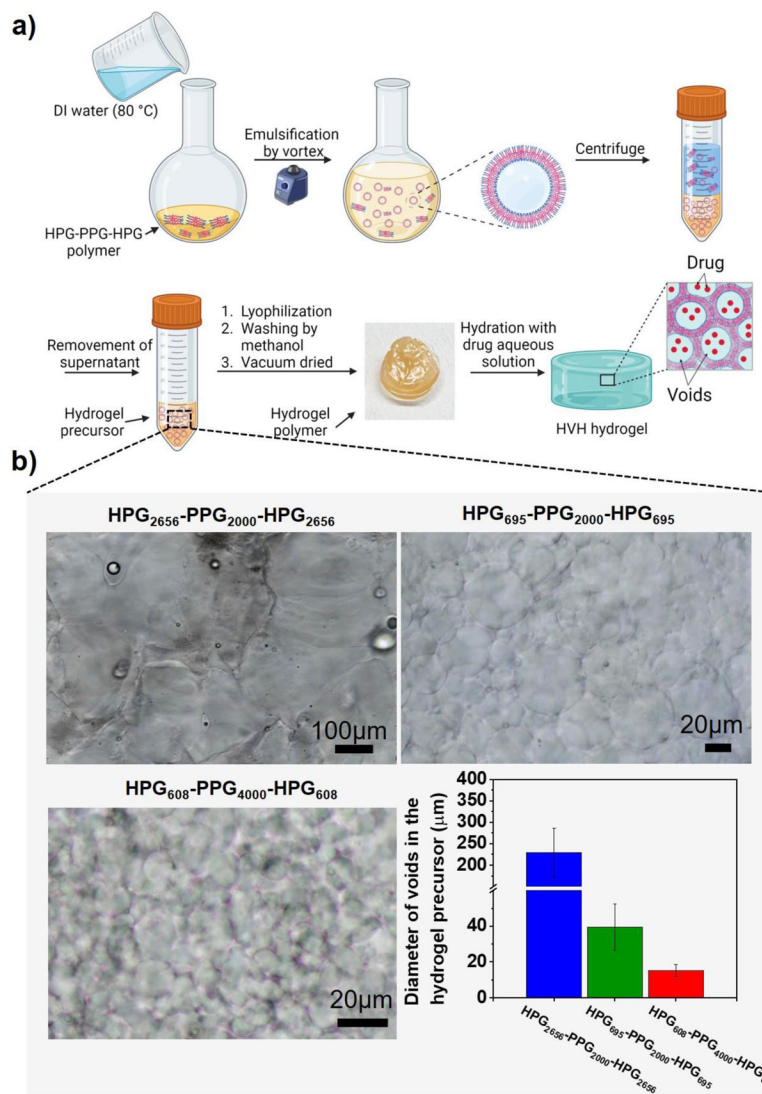 a)
DI water (80 °C)
Emulsification
by vortex
Centrifuge
HPG-PPG-HPG
polymer
Drug
Removement of
supernatant
1. Lyophilization
2. Washing by
methanol
3. Vacuum dried
Hydration with
drug aqueous
solution
Hydrogel
precursor
Hydrogel
polymer
HVH hydrogel
Voids
b)
HPG₂₆₅₆-PPG₂₀₀₀-HPG₂₆₅₆
HPG₆₉₅-PPG₂₀₀₀-HPG₆₉₅
100μm
20μm
HPG₆₀₈-PPG₄₀₀₀-HPG₆₀₈
20μm
Diameter of voids in the
hydrogel precursor (μm)
400
350
300
250
200
40
20
0
HPG₂₆₅₆-PPG₂₀₀₀-HPG₂₆₅₆
HPG₆₉₅-PPG₂₀₀₀-HPG₆₉₅
HPG₆₀₈-PPG₄₀₀₀-HPG